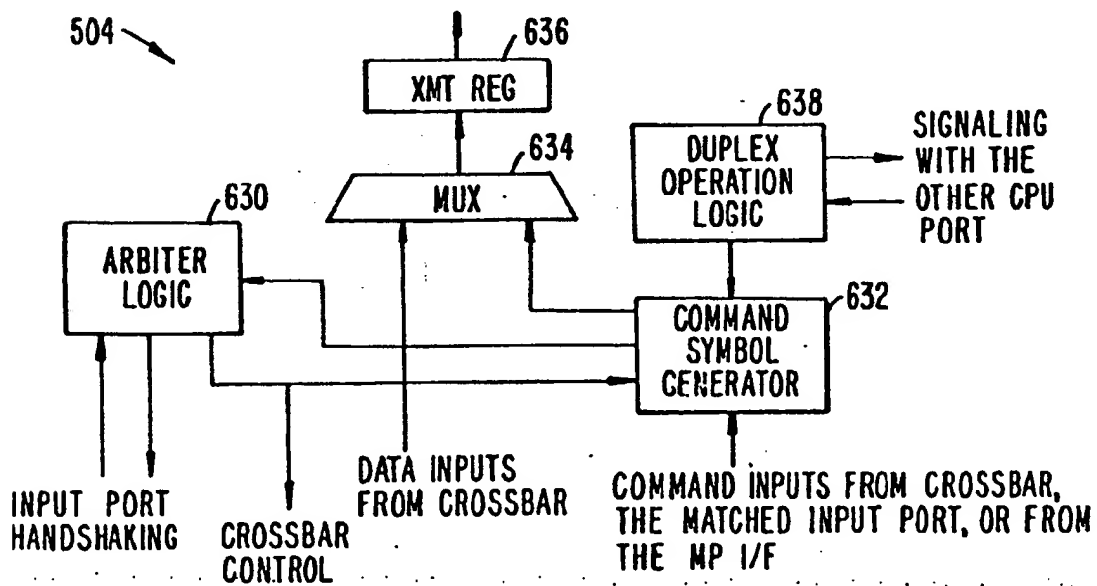 504
636
XMT REG
638
634
DUPLEX
OPERATION
LOGIC
SIGNALING
WITH THE
OTHER CPU
PORT
MUX
630
ARBITER
LOGIC
632
COMMAND
SYMBOL
GENERATOR
INPUT PORT
HANDSHAKING
CROSSBAR
CONTROL
DATA INPUTS
FROM CROSSBAR
COMMAND INPUTS FROM CROSSBAR,
THE MATCHED INPUT PORT, OR FROM
THE MP I/F